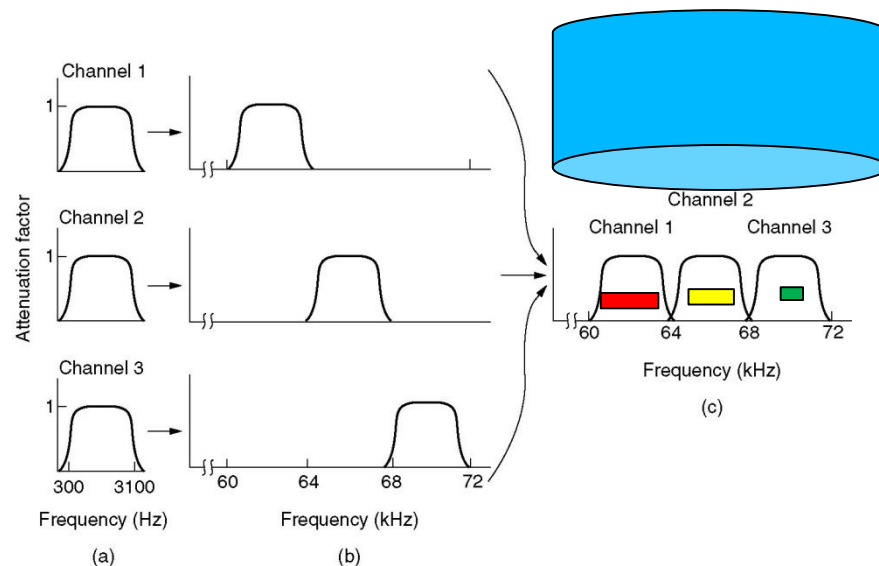 Channel 1
1
Channel 2
1
Channel 3
1
300 3100
Frequency (Hz)
(a)
Attenuation factor
60 64 68 72
Frequency (kHz)
(b)
Channel 2
Channel 1 Channel 3
60 64 68 72
Frequency (kHz)
(c)